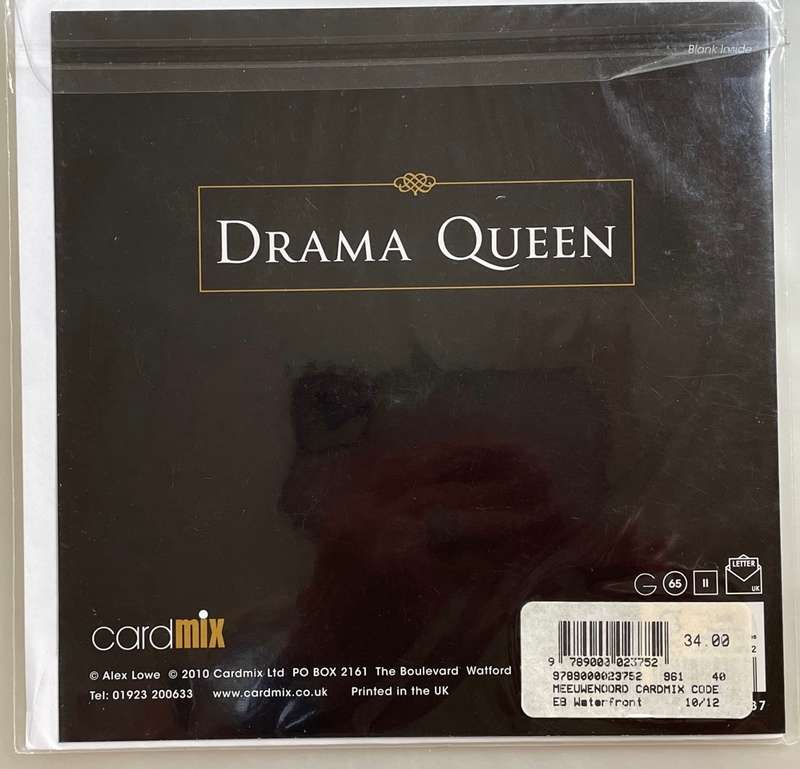 Blank Inside
DRAMA QUEEN
LETTER
G 65 II
UK
cardmix
© Alex Lowe © 2010 Cardmix Ltd PO BOX 2161 The Boulevard Watford
Tel: 01923 200633 www.cardmix.co.uk Printed in the UK
34.00
9 789000 023752
9789000023752 961 40
MEEUWENOORD CARDMIX CODE
EB Waterfront 10/12